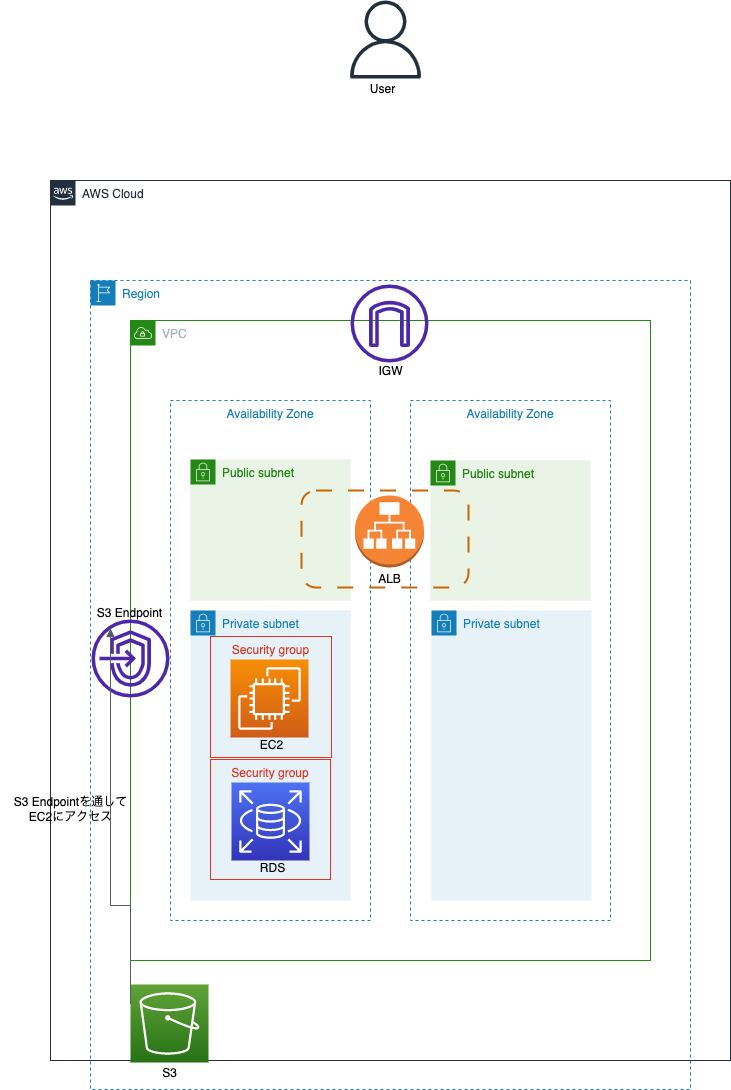 User
aws
AWS Cloud
Region
VPC
IGW
Availability Zone
Availability Zone
Public subnet
Public subnet
ALB
S3 Endpoint
Private subnet
Private subnet
Security group
EC2
Security group
S3 Endpointを通して
EC2にアクセス
RDS
S3